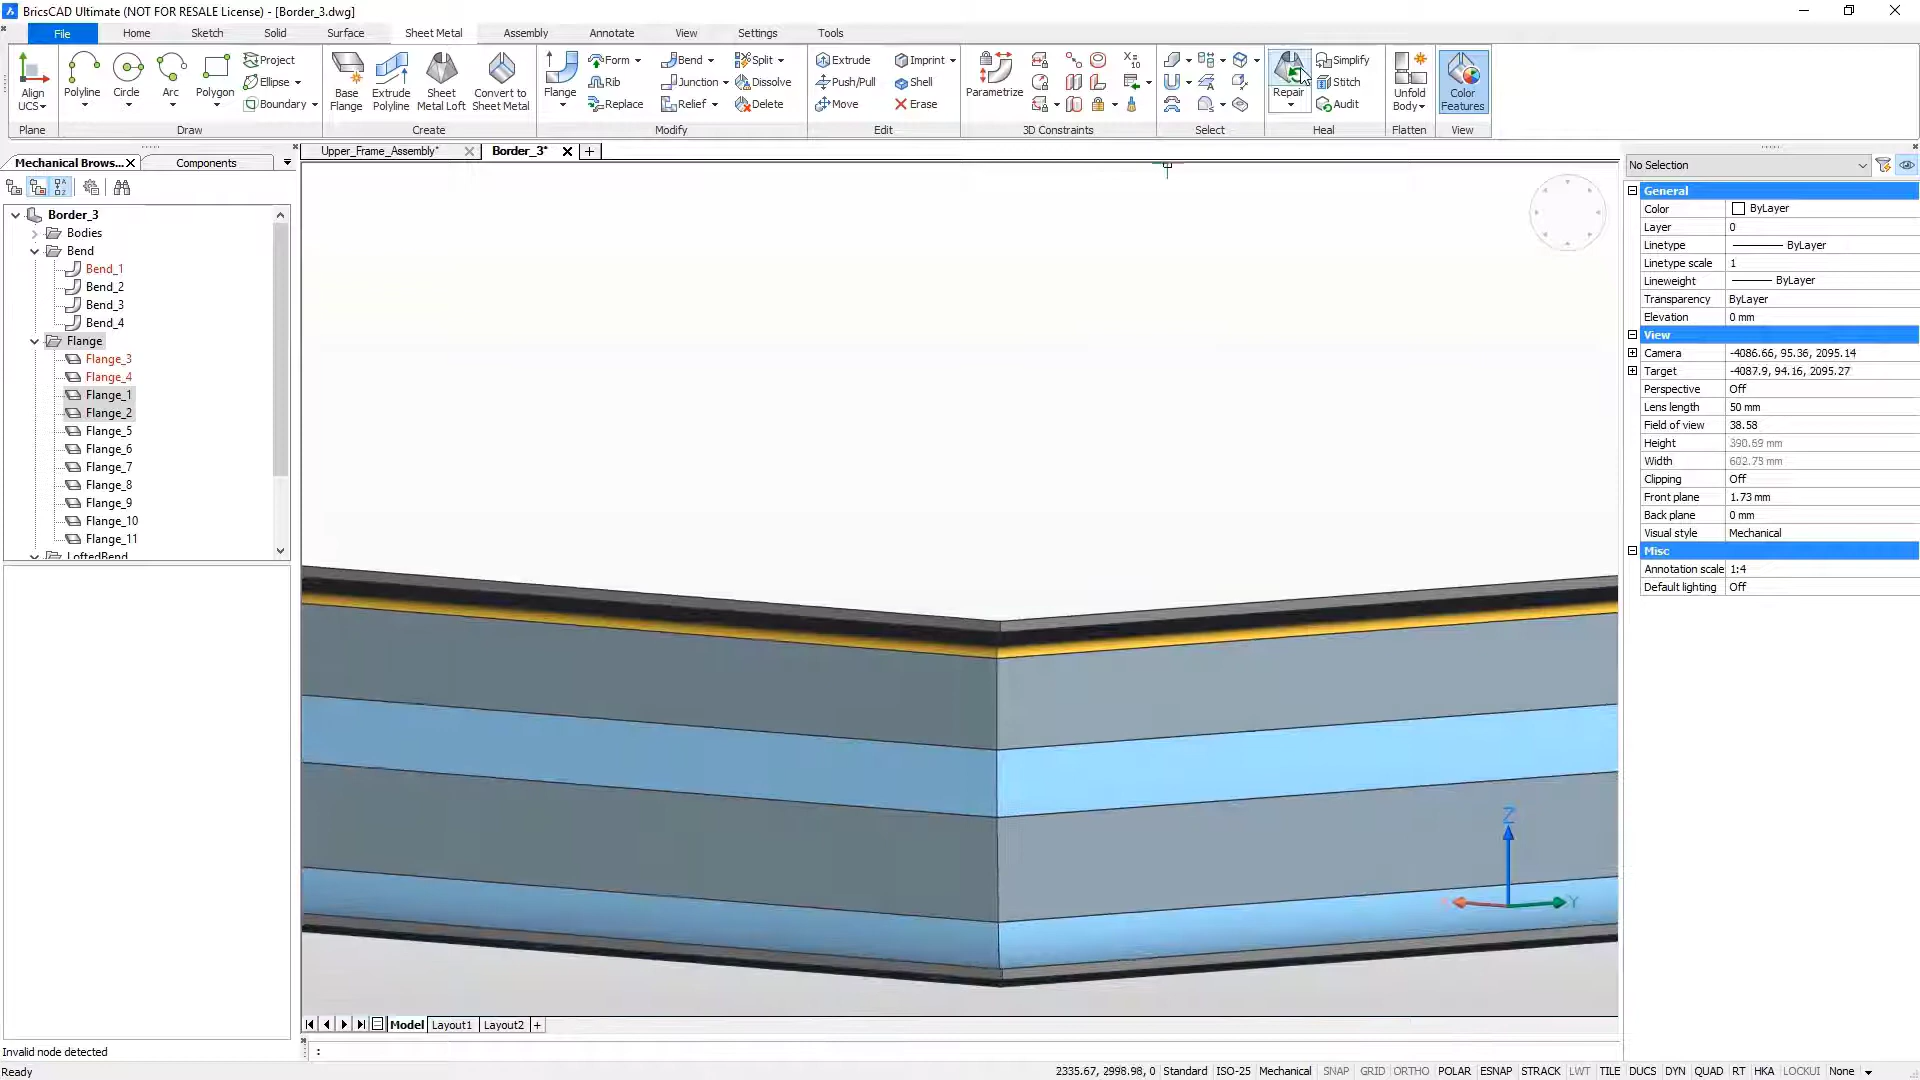 BricsCAD Ultimate (NOT FOR RESALE License) - [Border_3.dwg]
File Home Sketch Solid Surface Sheet Metal Assembly Annotate View Settings Tools
Align UCS
Polyline
Circle
Arc
Polygon
Project
Ellipse
Boundary
Base Flange
Extrude Polyline
Sheet Metal Loft
Convert to Sheet Metal
Flange
Form
Rib
Replace
Bend
Junction
Relief
Split
Dissolve
Delete
Extrude
Push/Pull
Move
Imprint
Shell
Erase
Parametrize
Repair
Simplify
Stitch
Audit
Unfold Body
Color Features
Plane Draw Create Modify Edit 3D Constraints Select Heal Flatten View
Mechanical Brows... Components
Upper_Frame_Assembly* Border_3*
Border_3
Bodies
Bend
Bend_1
Bend_2
Bend_3
Bend_4
Flange
Flange_3
Flange_4
Flange_1
Flange_2
Flange_5
Flange_6
Flange_7
Flange_8
Flange_9
Flange_10
Flange_11
LoftedBend
Z
Y
No Selection
General
Color ByLayer
Layer 0
Linetype ByLayer
Linetype scale 1
Lineweight ByLayer
Transparency ByLayer
Elevation 0 mm
View
Camera -4086.66, 95.36, 2095.14
Target -4087.9, 94.16, 2095.27
Perspective Off
Lens length 50 mm
Field of view 38.58
Height 390.69 mm
Width 602.73 mm
Clipping Off
Front plane 1.73 mm
Back plane 0 mm
Visual style Mechanical
Misc
Annotation scale 1:4
Default lighting Off
Model Layout1 Layout2 +
Invalid node detected
:
Ready
2335.67, 2998.98, 0 Standard ISO-25 Mechanical SNAP GRID ORTHO POLAR ESNAP STRACK LWT TILE DUCS DYN QUAD RT HKA LOCKUI None